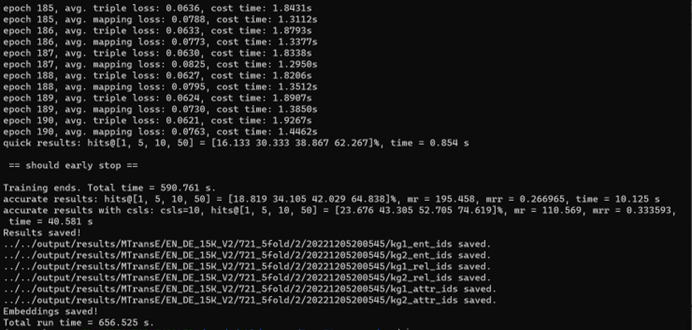 epoch 185, avg. triple loss: 0.0636, cost time: 1.8431s
epoch 185, avg. mapping loss: 0.0788, cost time: 1.3112s
epoch 186, avg. triple loss: 0.0633, cost time: 1.8793s
epoch 186, avg. mapping loss: 0.0773, cost time: 1.3377s
epoch 187, avg. triple loss: 0.0630, cost time: 1.8338s
epoch 187, avg. mapping loss: 0.0825, cost time: 1.2950s
epoch 188, avg. triple loss: 0.0627, cost time: 1.8206s
epoch 188, avg. mapping loss: 0.0795, cost time: 1.3512s
epoch 189, avg. triple loss: 0.0624, cost time: 1.8907s
epoch 189, avg. mapping loss: 0.0730, cost time: 1.3850s
epoch 190, avg. triple loss: 0.0621, cost time: 1.9267s
epoch 190, avg. mapping loss: 0.0763, cost time: 1.4462s
quick results: hits@[1, 5, 10, 50] = [16.133 30.333 38.867 62.267]%, time = 0.854 s
== should early stop ==
Training ends. Total time = 590.761 s.
accurate results: hits@[1, 5, 10, 50] = [18.819 34.105 42.029 64.838]%, mr = 195.458, mrr = 0.266965, time = 10.125 s
accurate results with csls: csls=10, hits@[1, 5, 10, 50] = [23.676 43.305 52.705 74.619]%, mr = 110.569, mrr = 0.333593,
time = 40.581 s
Results saved!
../../output/results/MTransE/EN_DE_15K_V2/721_5fold/2/20221205200545/kg1_ent_ids saved.
../../output/results/MTransE/EN_DE_15K_V2/721_5fold/2/20221205200545/kg2_ent_ids saved.
../../output/results/MTransE/EN_DE_15K_V2/721_5fold/2/20221205200545/kg1_rel_ids saved.
../../output/results/MTransE/EN_DE_15K_V2/721_5fold/2/20221205200545/kg2_rel_ids saved.
../../output/results/MTransE/EN_DE_15K_V2/721_5fold/2/20221205200545/kg1_attr_ids saved.
../../output/results/MTransE/EN_DE_15K_V2/721_5fold/2/20221205200545/kg2_attr_ids saved.
Embeddings saved!
Total run time = 656.525 s.